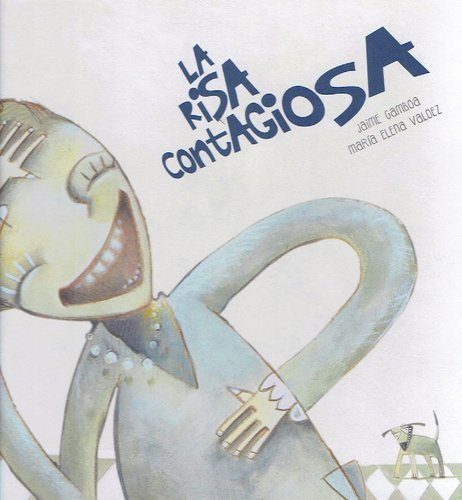 LA
RiSA
contAGiOSA
JAIME GAMBOA
MARÍA ELENA VALDEZ